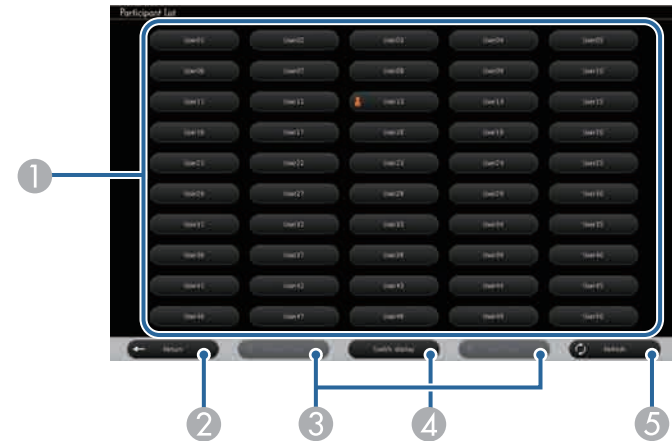 Participant List
User01 User02 User03 User04 User05
User06 User07 User08 User09 User10
User11 User12 User13 User14 User15
User16 User17 User18 User19 User20
User21 User22 User23 User24 User25
User26 User27 User28 User29 User30
User31 User32 User33 User34 User35
User36 User37 User38 User39 User40
User41 User42 User43 User44 User45
User46 User47 User48 User49 User50
1
Return Switch display Refresh
2 3 4 5